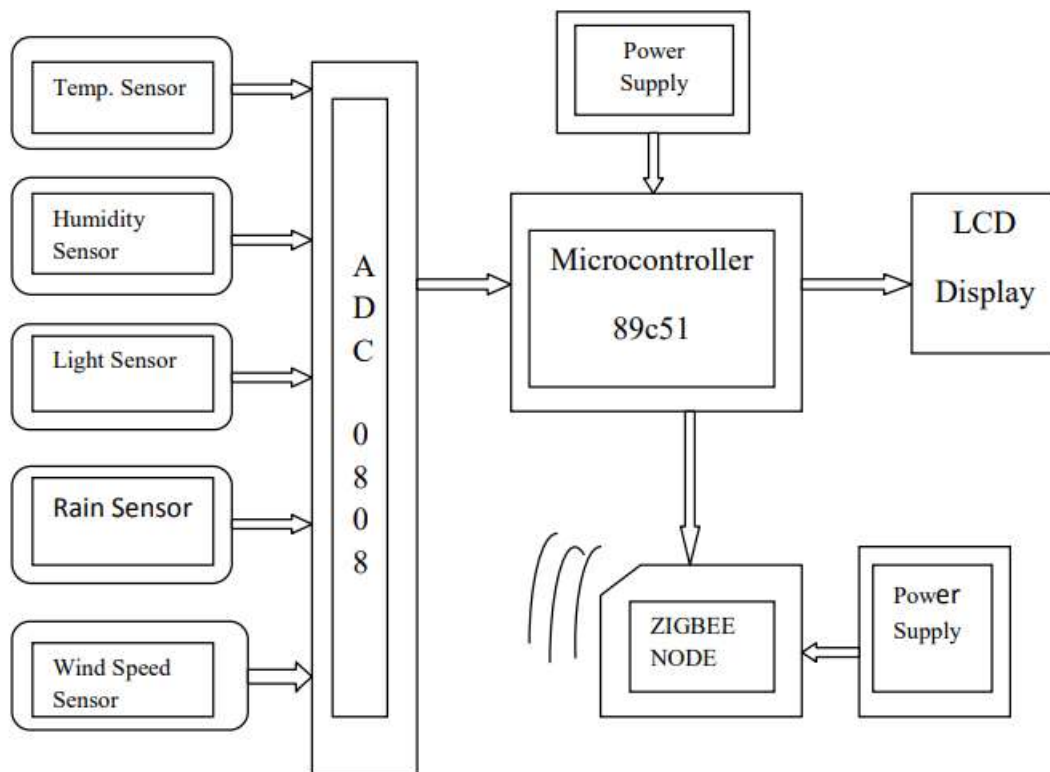 Temp. Sensor
Humidity
Sensor
Light Sensor
Rain Sensor
Wind Speed
Sensor
A
D
C
0
8
0
8
Power
Supply
Microcontroller
89c51
LCD
Display
ZIGBEE
NODE
Power
Supply